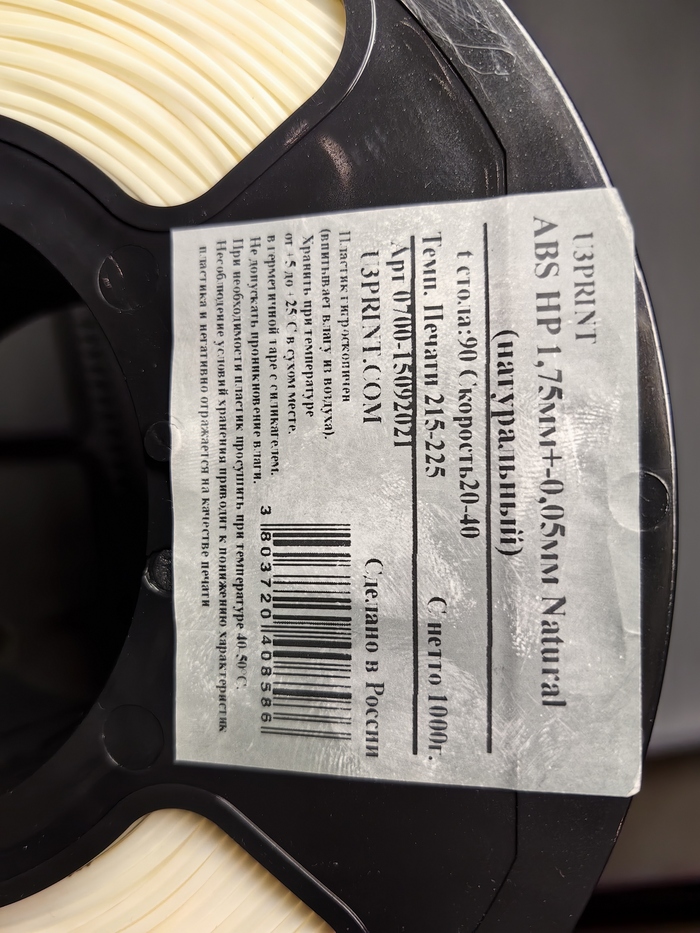 U3PRINT
ABS HP 1,75мм+-0,05мм Natural
(натуральный)
t стола:90 Скорость20-40
Темп. Печати 215-225 С нетто 1000г.
Арт 0700-15092021
U3PRINT.COM Сделано в России
Пластик гигроскопичен
(впитывает влагу из воздуха).
Хранить при температуре
от +5 до +25 С в сухом месте.
в герметичной таре с силикагелем.
Не допускать проникновение влаги.
При необходимости пластик просушить при температуре 40-50°С.
Несоблюдение условий хранения приводит к понижению характеристик
пластика и негативно отражается на качестве печати
3 803720 408586